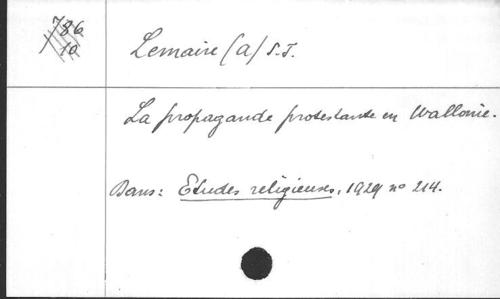 786
10
Lemaire (A) S.J.
La propagande protestante en Wallonie.
Dans: Etudes religieuses, 1929 nº 214.